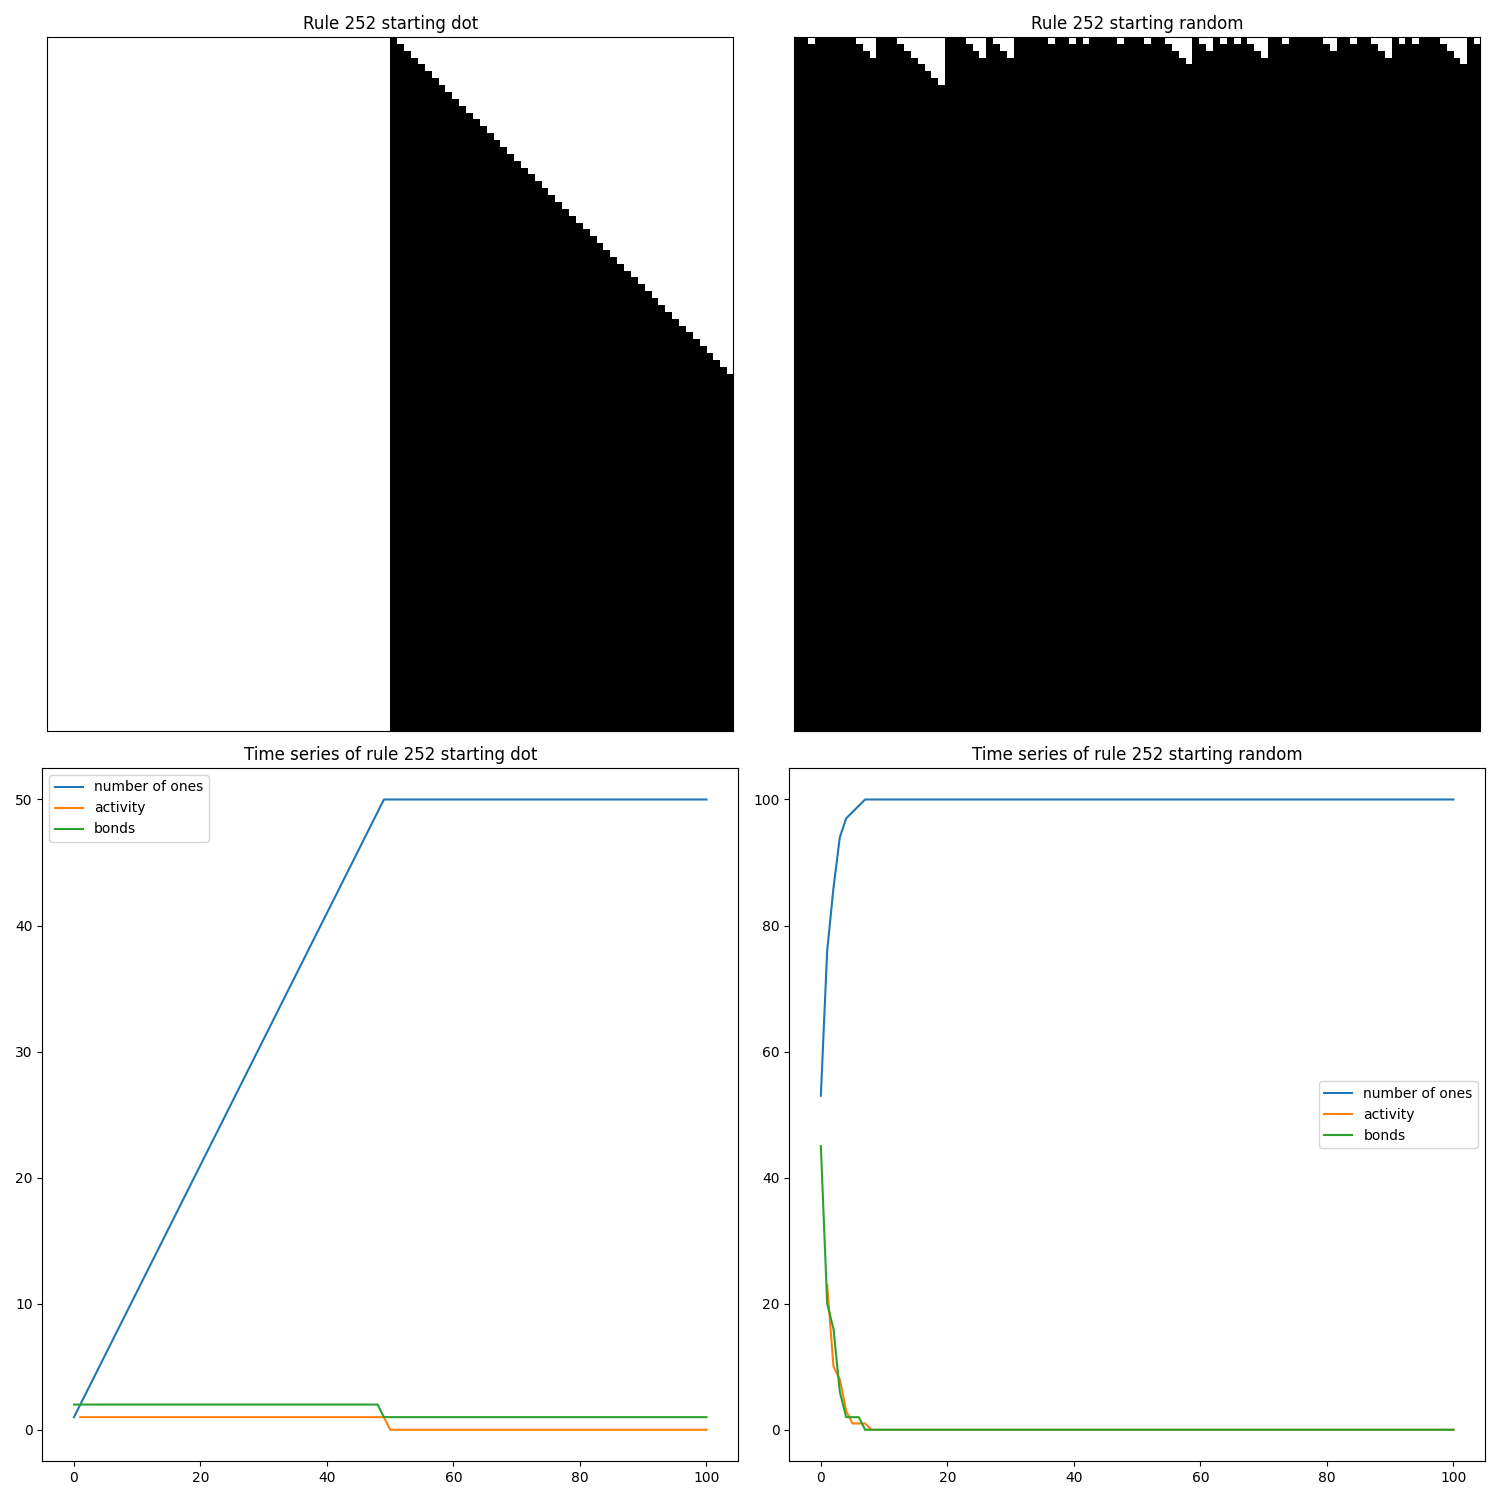 Rule 252 starting dot
Rule 252 starting random
Time series of rule 252 starting dot
number of ones
activity
bonds
50
40
30
20
10
0
0 20 40 60 80 100
Time series of rule 252 starting random
number of ones
activity
bonds
100
80
60
40
20
0
0 20 40 60 80 100